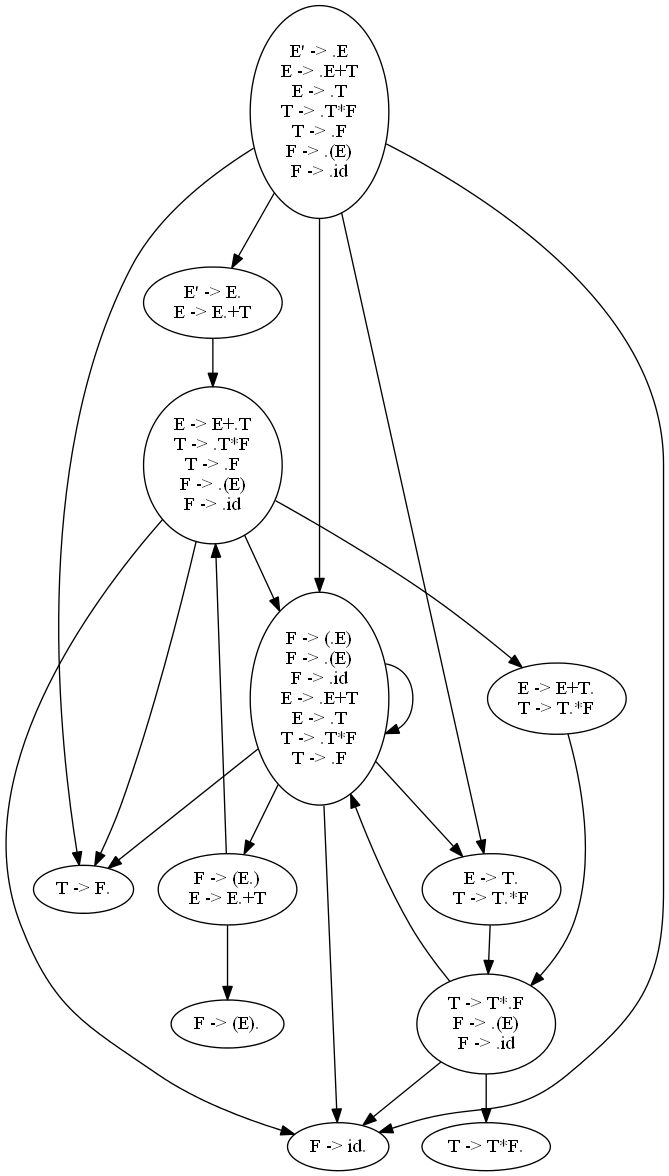 E' -> .E
E -> .E+T
E -> .T
T -> .T*F
T -> .F
F -> .(E)
F -> .id
E' -> E.
E -> E.+T
E -> E+.T
T -> .T*F
T -> .F
F -> .(E)
F -> .id
F -> (.E)
F -> .(E)
F -> .id
E -> .E+T
E -> .T
T -> .T*F
T -> .F
E -> E+T.
T -> T.*F
T -> F.
F -> (E.)
E -> E.+T
E -> T.
T -> T.*F
F -> (E).
T -> T*.F
F -> .(E)
F -> .id
F -> id.
T -> T*F.